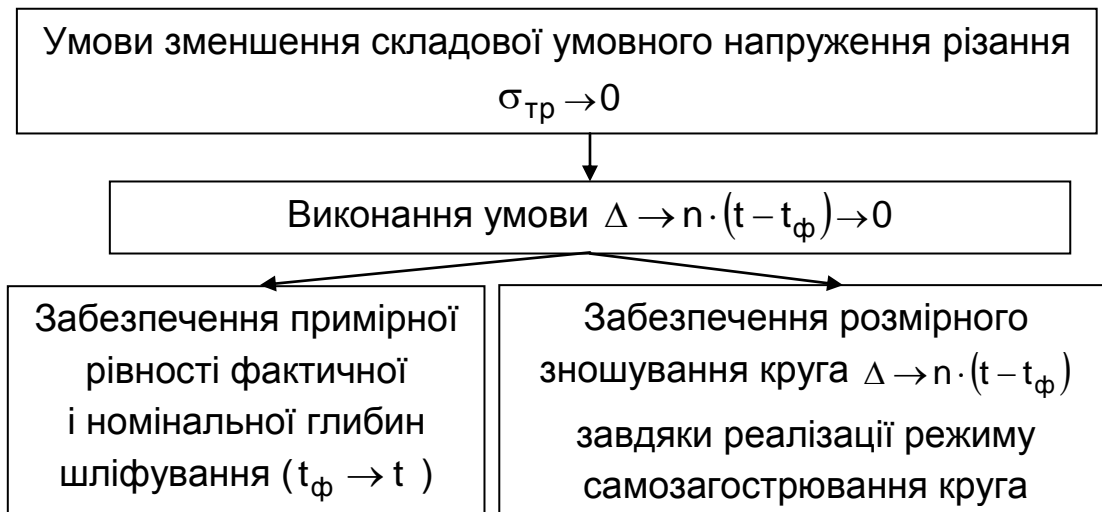 Умови зменшення складової умовного напруження різання
σтр → 0
Виконання умови Δ → n · (t − tф) → 0
Забезпечення примірної
рівності фактичної
і номінальної глибин
шліфування ( tф → t )
Забезпечення розмірного
зношування круга Δ → n · (t − tф)
завдяки реалізації режиму
самозагострювання круга